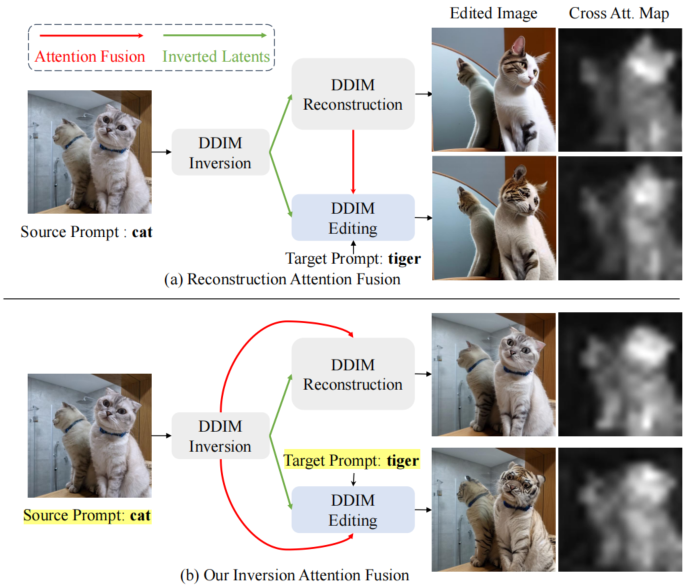 Edited Image
Cross Att. Map
Attention Fusion
Inverted Latents
DDIM
Reconstruction
DDIM
Inversion
DDIM
Editing
Source Prompt : cat
Target Prompt: tiger
(a) Reconstruction Attention Fusion
DDIM
Reconstruction
DDIM
Inversion
Target Prompt: tiger
DDIM
Editing
Source Prompt: cat
(b) Our Inversion Attention Fusion